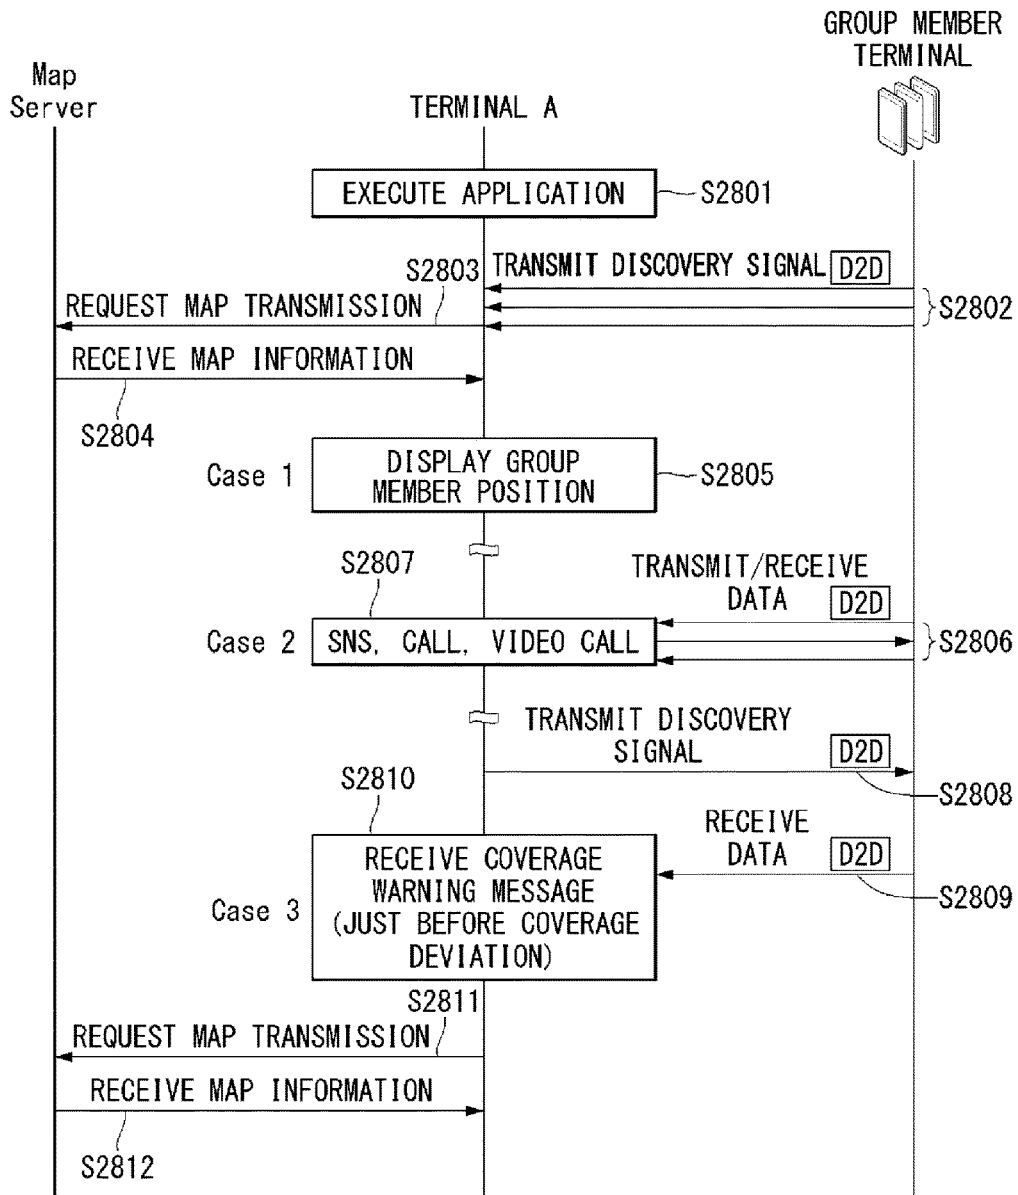 GROUP MEMBER
TERMINAL
Map
Server
TERMINAL A
EXECUTE APPLICATION
S2801
S2803
TRANSMIT DISCOVERY SIGNAL D2D
REQUEST MAP TRANSMISSION
S2802
RECEIVE MAP INFORMATION
S2804
Case 1
DISPLAY GROUP
MEMBER POSITION
S2805
S2807
TRANSMIT/RECEIVE
DATA D2D
Case 2
SNS, CALL, VIDEO CALL
S2806
TRANSMIT DISCOVERY
SIGNAL D2D
S2810
S2808
RECEIVE
DATA D2D
Case 3
RECEIVE COVERAGE
WARNING MESSAGE
(JUST BEFORE COVERAGE
DEVIATION)
S2809
S2811
REQUEST MAP TRANSMISSION
RECEIVE MAP INFORMATION
S2812